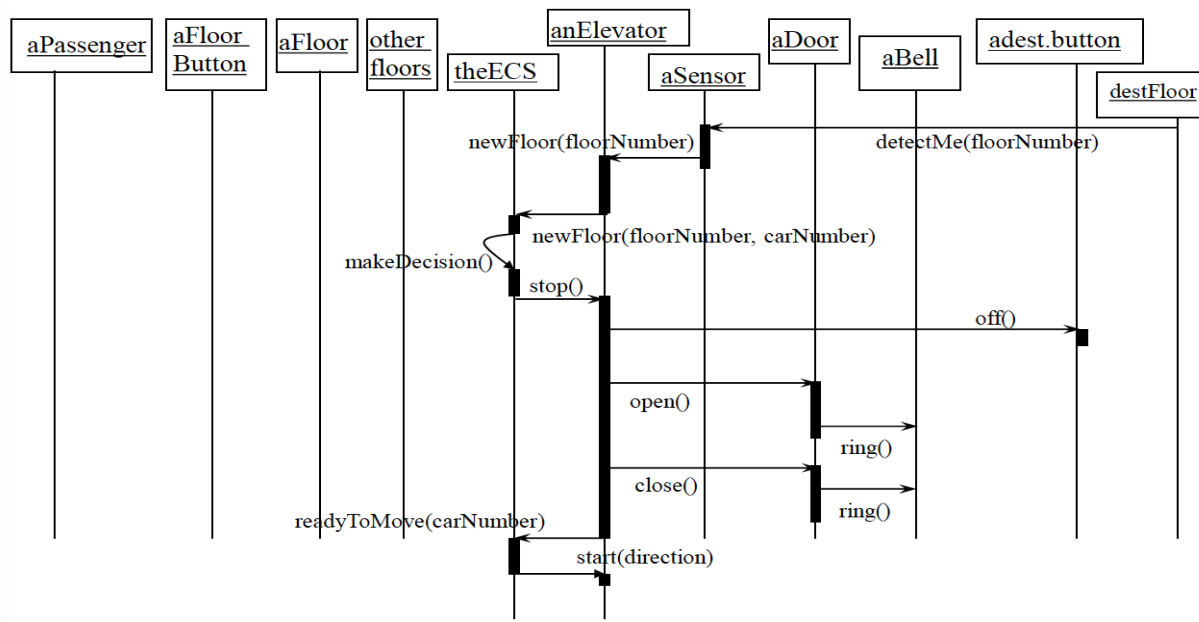 aPassenger
aFloor
Button
aFloor
other
floors
theECS
anElevator
aSensor
aDoor
aBell
adest.button
destFloor
newFloor(floorNumber)
detectMe(floorNumber)
newFloor(floorNumber, carNumber)
makeDecision()
stop()
off()
open()
ring()
close()
ring()
readyToMove(carNumber)
start(direction)